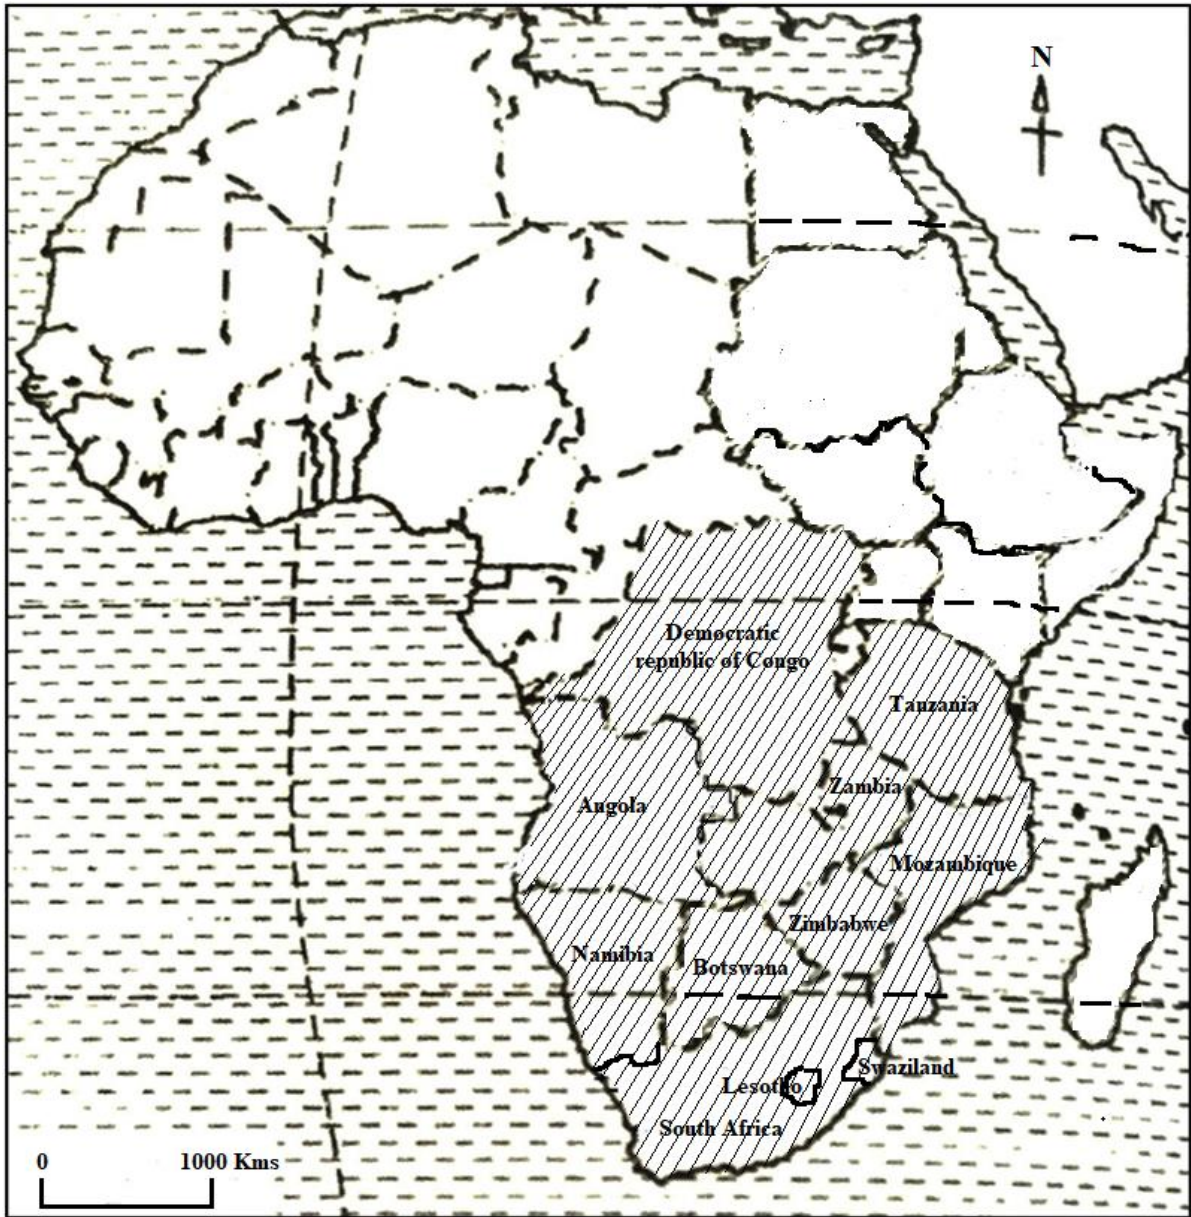 N
Democratic
republic of Congo
Tanzania
Zambia
Angola
Mozambique
Zimbabwe
Namibia
Botswana
Swaziland
Lesotho
South Africa
0 1000 Kms